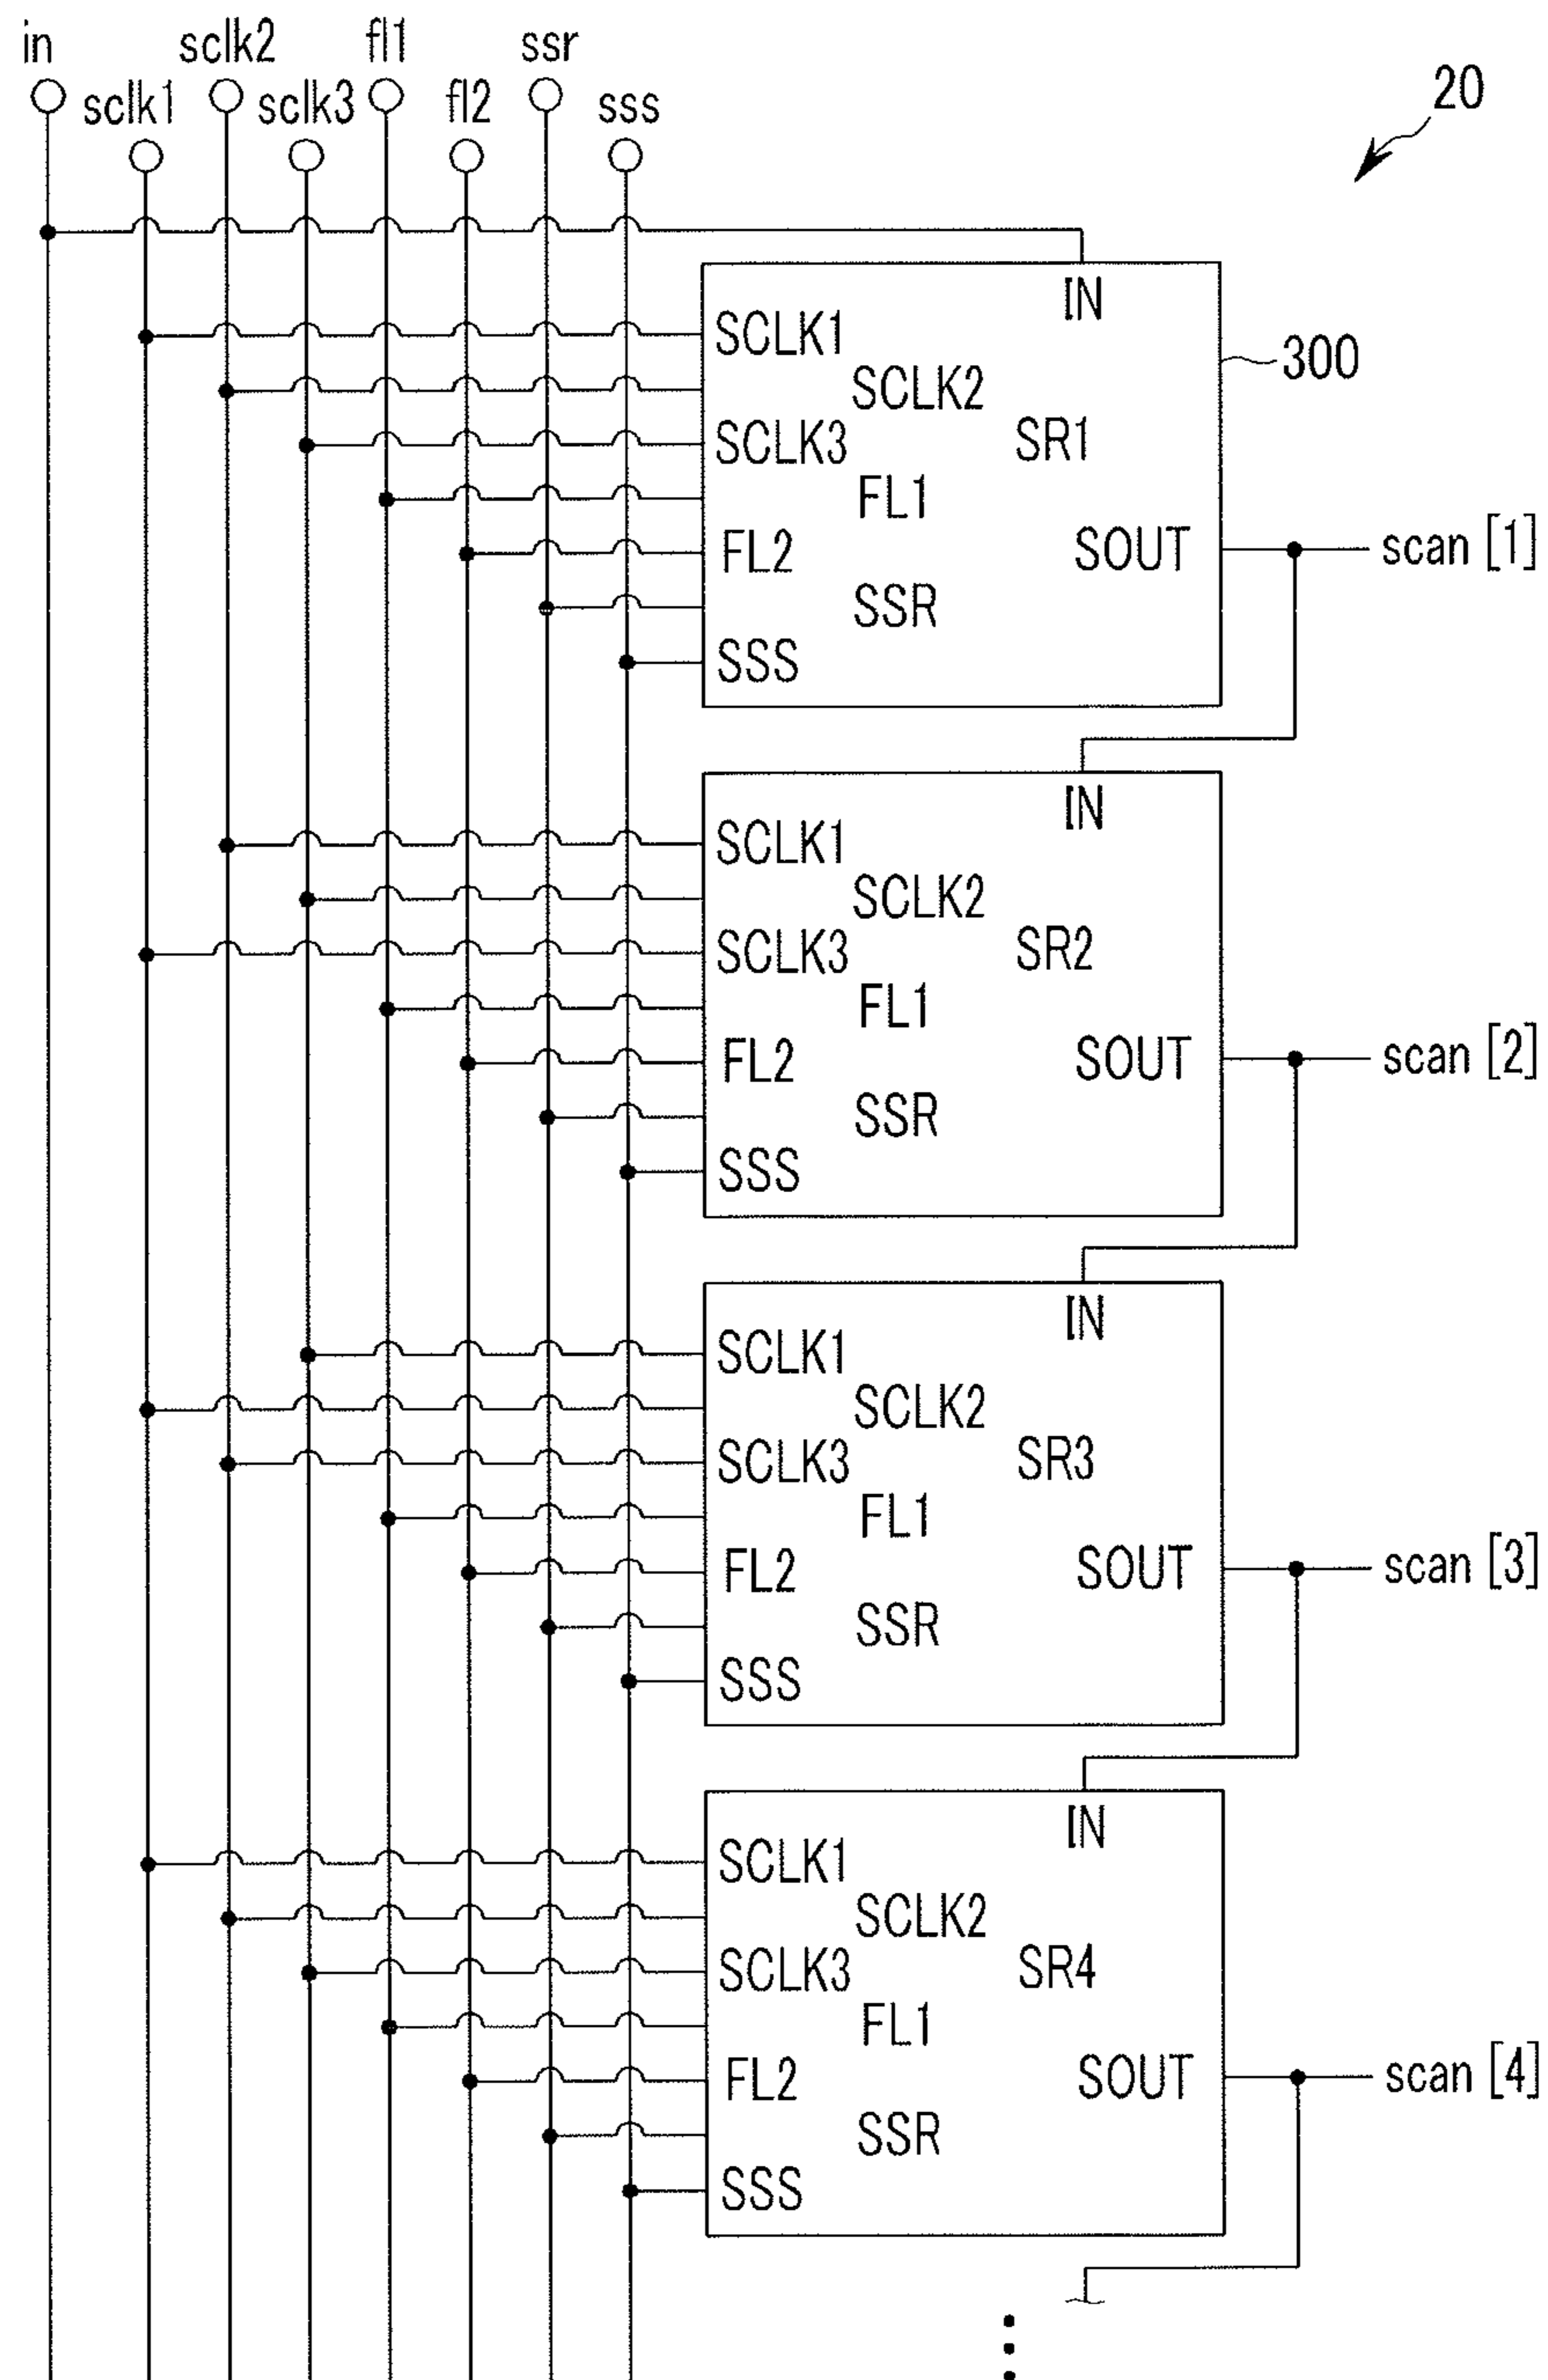 in
sclk2
fl1
ssr
sclk1
sclk3
fl2
sss
20
IN
SCLK1
300
SCLK2
SCLK3
SR1
FL1
FL2
SOUT
scan [1]
SSR
SSS
IN
SCLK1
SCLK2
SCLK3
SR2
FL1
FL2
SOUT
scan [2]
SSR
SSS
IN
SCLK1
SCLK2
SCLK3
SR3
FL1
FL2
SOUT
scan [3]
SSR
SSS
IN
SCLK1
SCLK2
SCLK3
SR4
FL1
FL2
SOUT
scan [4]
SSR
SSS